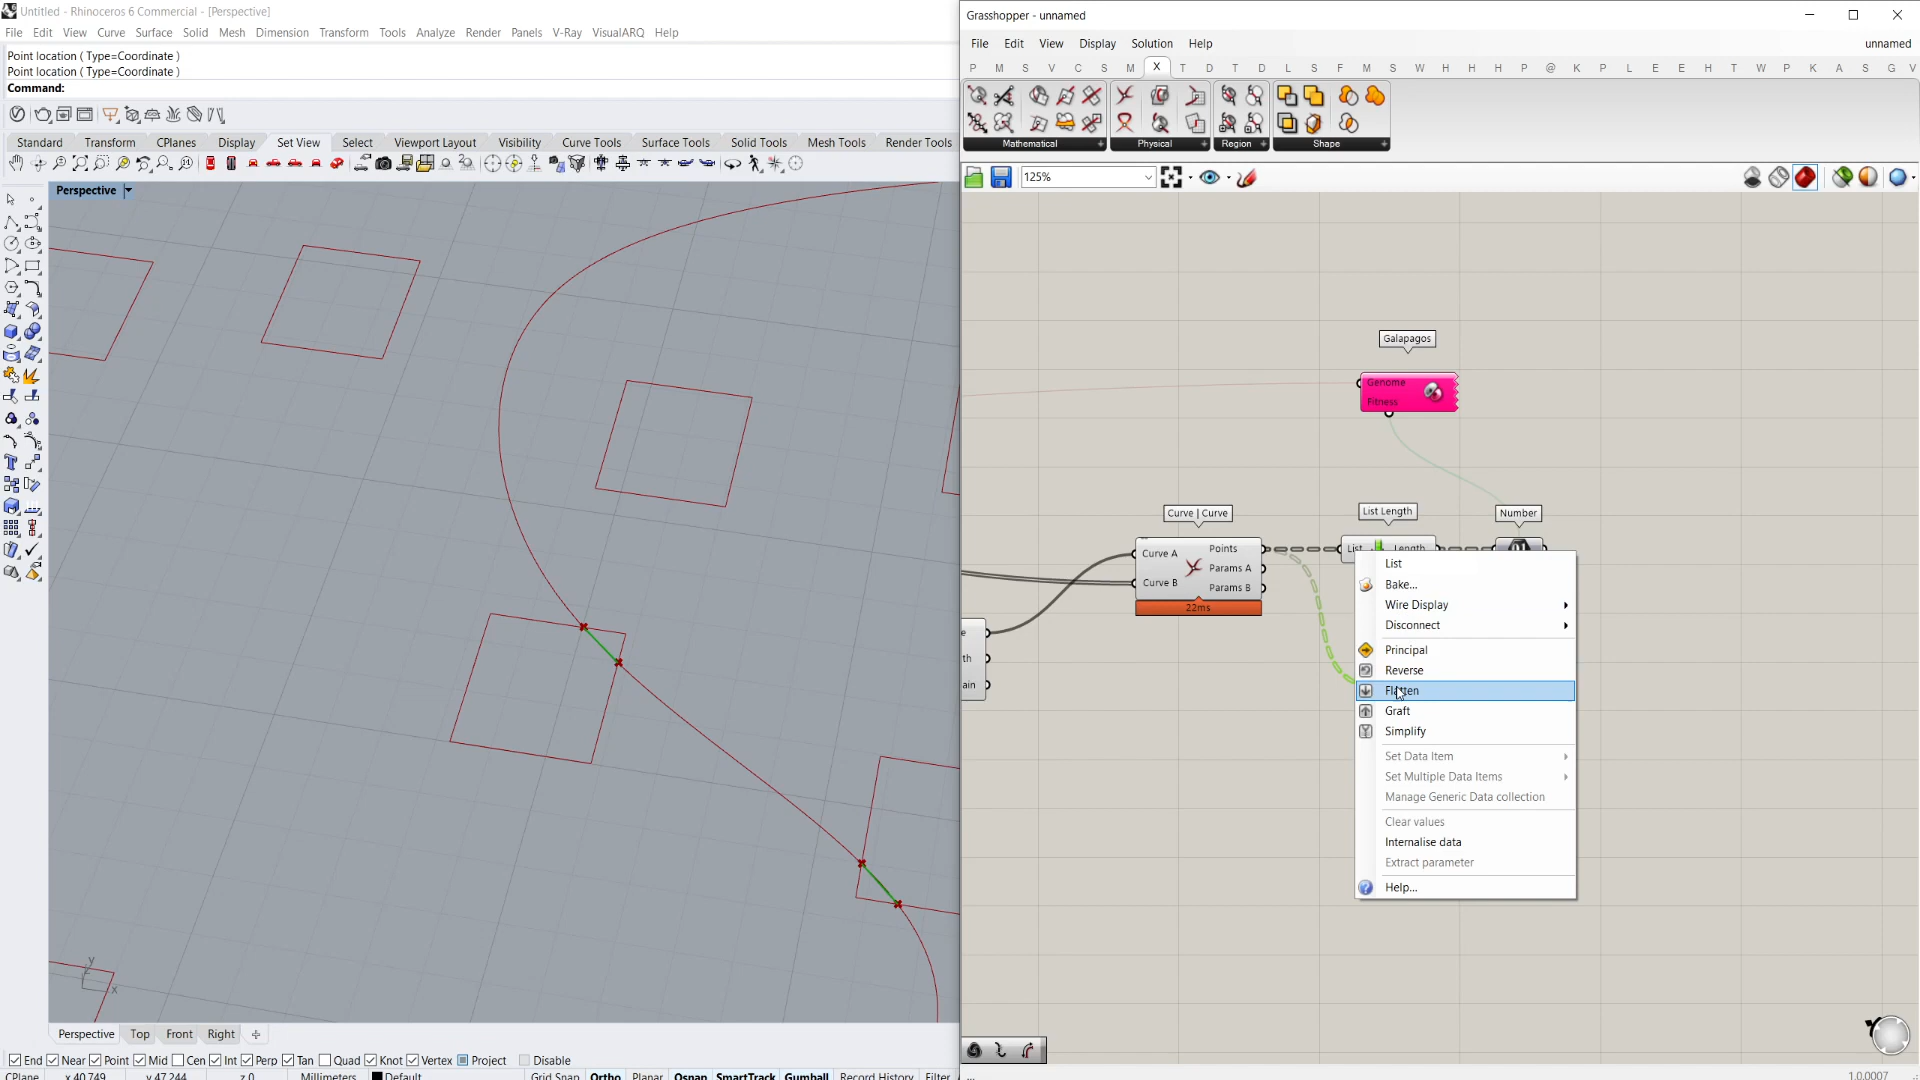 Untitled - Rhinoceros 6 Commercial - [Perspective]
File Edit View Curve Surface Solid Mesh Dimension Transform Tools Analyze Render Panels V-Ray VisualARQ Help
Point location ( Type=Coordinate )
Point location ( Type=Coordinate )
Command:
Standard Transform CPlanes Display Set View Select Viewport Layout Visibility Curve Tools Surface Tools Solid Tools Mesh Tools Render Tools
Perspective
y
x
Perspective Top Front Right
End Near Point Mid Cen Int Perp Tan Quad Knot Vertex Project Disable
CPlane x 40.749 y 47.244 z 0 Millimeters Default Grid Snap Ortho Planar Osnap SmartTrack Gumball Record History Filter
Grasshopper - unnamed
File Edit View Display Solution Help unnamed
P M S V C S M X T D T D L S F M S W H H H P @ K P L E E H T W P K A S G V
Mathematical Physical Region Shape
125%
Galapagos
Genome
Fitness
Curve | Curve
List Length
Number
Curve A Points
Params A
Curve B
Params B
22ms
List Length
e
th
ain
List
Bake...
Wire Display
Disconnect
Principal
Reverse
Flatten
Graft
Simplify
Set Data Item
Set Multiple Data Items
Manage Generic Data collection
Clear values
Internalise data
Extract parameter
Help...
1.0.0007